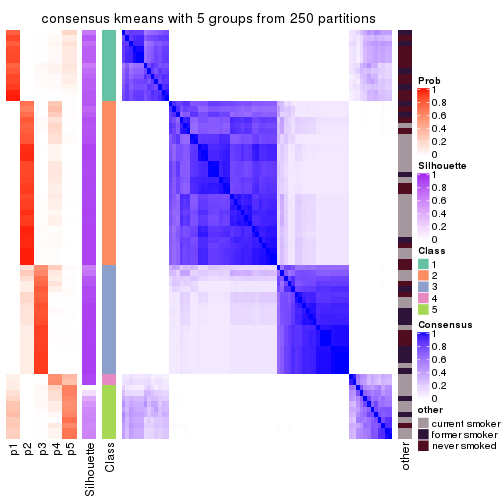 consensus kmeans with 5 groups from 250 partitions
Prob
1
0.8
0.6
0.4
0.2
0
Silhouette
1
0.8
0.6
0.4
0.2
0
Class
1
2
3
4
5
Consensus
1
0.8
0.6
0.4
0.2
0
other
current smoker
former smoker
never smoked
p1
p2
p3
p4
p5
Silhouette
Class
other